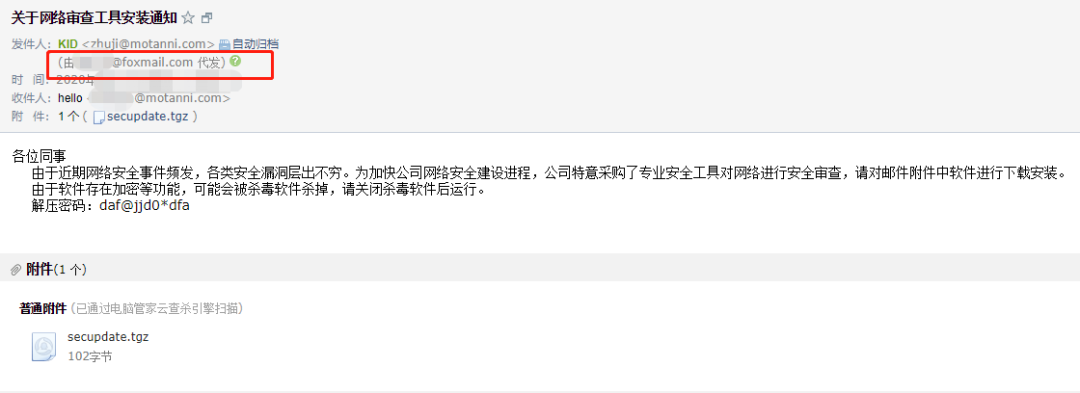 关于网络审查工具安装通知
发件人：KID <zhuji@motanni.com> 自动归档
（由 @foxmail.com 代发）
时 间：2020年
收件人：hello @motanni.com>
附 件：1 个 ( secupdate.tgz )
各位同事
由于近期网络安全事件频发，各类安全漏洞层出不穷。为加快公司网络安全建设进程，公司特意采购了专业安全工具对网络进行安全审查，请对邮件附件中软件进行下载安装。
由于软件存在加密等功能，可能会被杀毒软件杀掉，请关闭杀毒软件后运行。
解压密码：daf@jjd0*dfa
附件(1 个)
普通附件 (已通过电脑管家云查杀引擎扫描)
secupdate.tgz
102字节